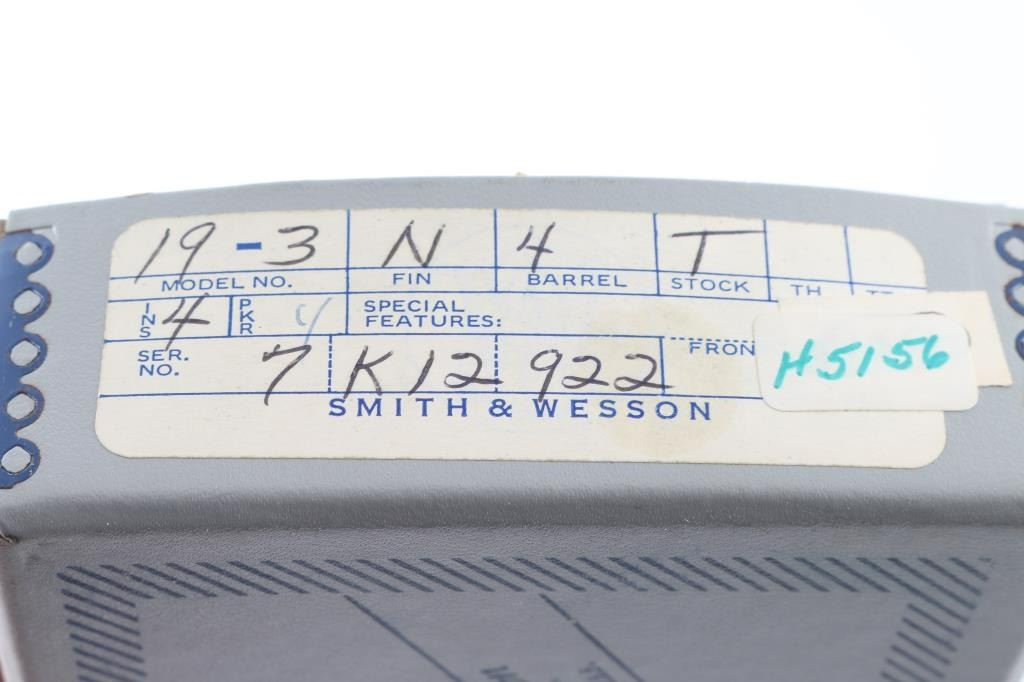 19-3 N 4 T
MODEL NO. FIN BARREL STOCK TH
INS 4 PKR SPECIAL FEATURES:
SER. NO. 7K12922 FRON
H5156
SMITH & WESSON